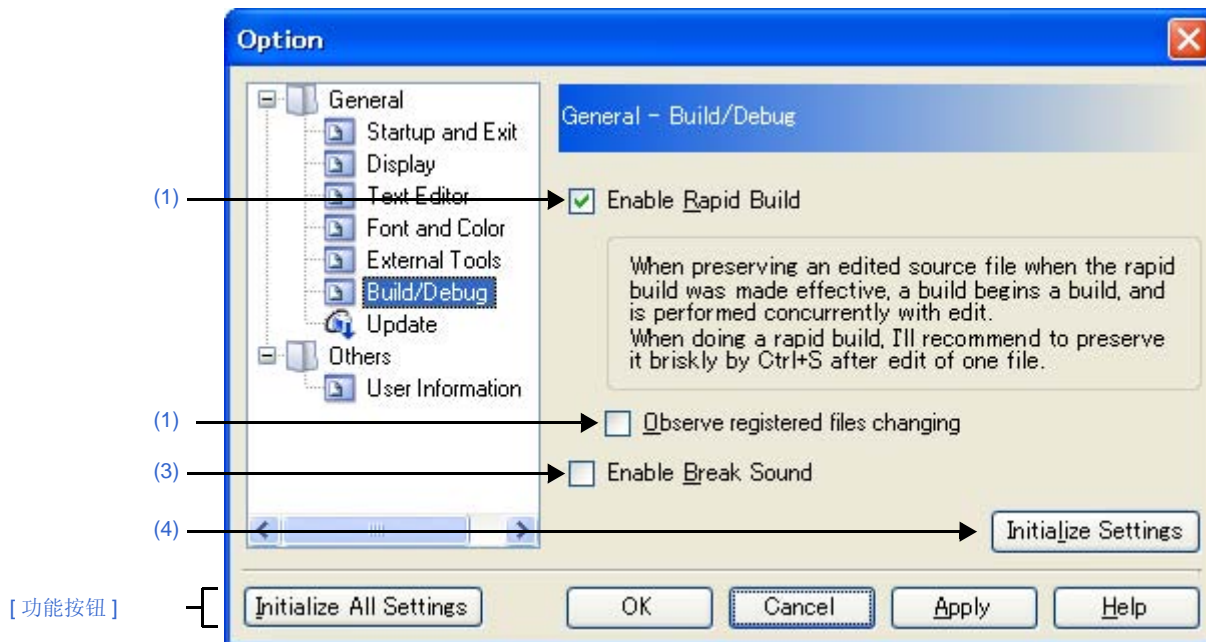 Option
General
Startup and Exit
Display
Text Editor
Font and Color
External Tools
Build/Debug
Update
Others
User Information
General - Build/Debug
(1)
Enable Rapid Build
When preserving an edited source file when the rapid
build was made effective, a build begins a build, and
is performed concurrently with edit.
When doing a rapid build, I'll recommend to preserve
it briskly by Ctrl+S after edit of one file.
(1)
Observe registered files changing
(3)
Enable Break Sound
(4)
Initialize Settings
[ 功能按钮 ]
Initialize All Settings
OK
Cancel
Apply
Help